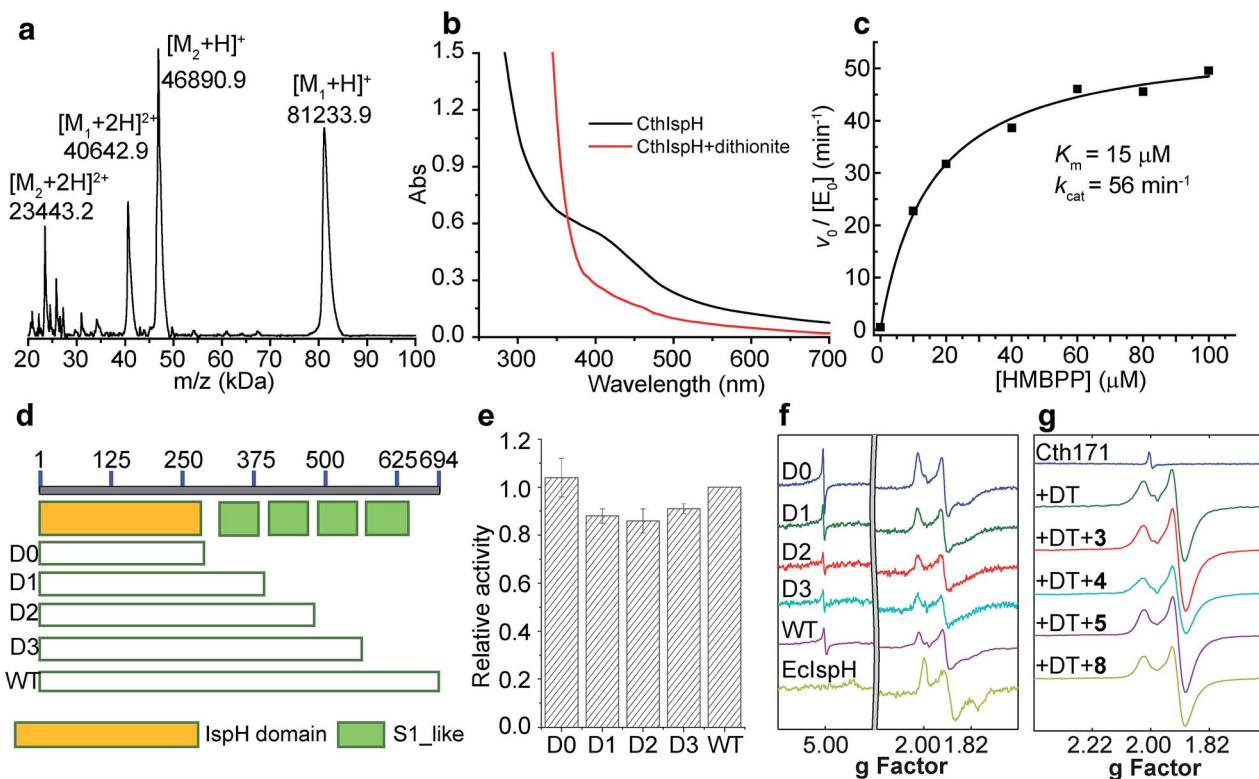 a
[M₂+H]⁺
46890.9
[M₁+H]⁺
81233.9
[M₁+2H]²⁺
40642.9
[M₂+2H]²⁺
23443.2
20 30 40 50 60 70 80 90 100
m/z (kDa)
b
Abs
1.5
1.2
0.9
0.6
0.3
0.0
CthIspH
CthIspH+dithionite
300 400 500 600 700
Wavelength (nm)
c
v₀ / [E₀] (min⁻¹)
50
40
30
20
10
0
Kₘ = 15 μM
k_cat = 56 min⁻¹
0 20 40 60 80 100
[HMBPP] (μM)
d
1 125 250 375 500 625 694
D0
D1
D2
D3
WT
IspH domain
S1_like
e
Relative activity
1.2
1.0
0.8
0.6
0.4
0.2
0.0
D0 D1 D2 D3 WT
f
D0
D1
D2
D3
WT
EcIspH
5.00 2.00 1.82
g Factor
g
Cth171
+DT
+DT+3
+DT+4
+DT+5
+DT+8
2.22 2.00 1.82
g Factor